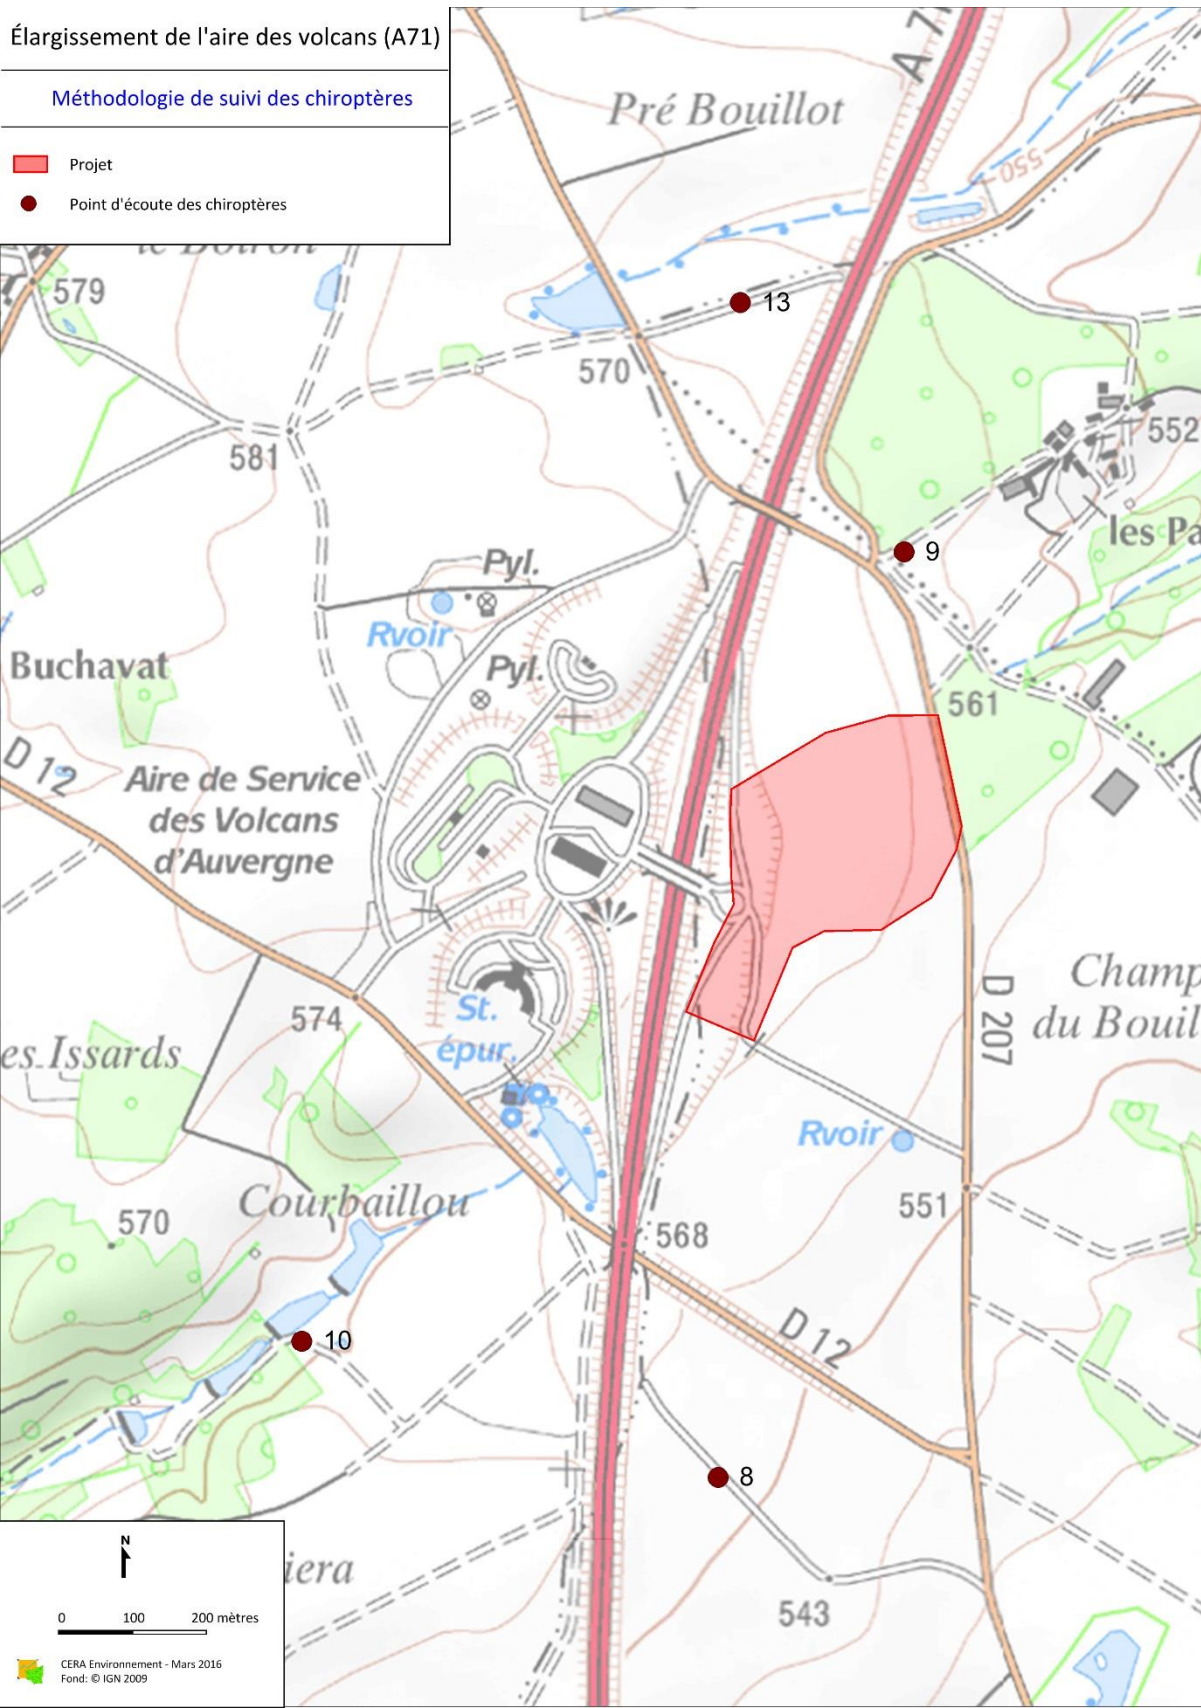 Élargissement de l'aire des volcans (A71)
Méthodologie de suivi des chiroptères
Projet
Point d'écoute des chiroptères
Pré Bouillot
550
579
13
570
581
552
les Pa
9
Pyl.
Rvoir
Pyl.
Buchavat
561
D 12
Aire de Service
des Volcans
d'Auvergne
Champ
du Bouil
D 207
574
St.
épur.
es Issards
Rvoir
Courbaillou
570
551
568
D 12
10
8
iera
543
N
0 100 200 mètres
CERA Environnement - Mars 2016
Fond: © IGN 2009